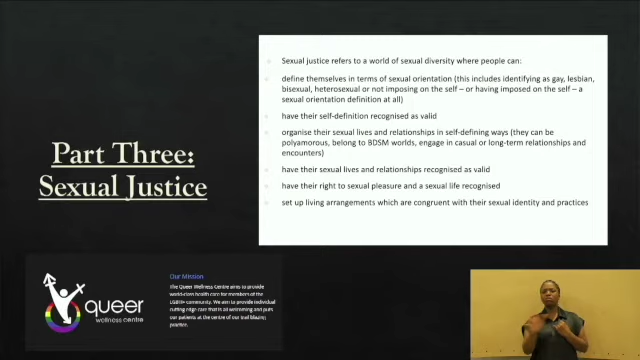 Part Three:
Sexual Justice
Sexual justice refers to a world of sexual diversity where people can:
define themselves in terms of sexual orientation (this includes identifying as gay, lesbian,
bisexual, heterosexual or not imposing on the self – or having imposed on the self – a
sexual orientation definition at all)
have their self-definition recognised as valid
organise their sexual lives and relationships in self-defining ways (they can be
polyamorous, belong to BDSM worlds, engage in casual or long-term relationships and
encounters)
have their sexual lives and relationships recognised as valid
have their right to sexual pleasure and a sexual life recognised
set up living arrangements which are congruent with their sexual identity and practices
queer
wellness centre
Our Mission
The Queer Wellness Centre aims to provide
world-class health care for members of the
LGBTI+ community. We aim to provide individual
cutting edge care that is all welcoming and puts
our patients at the centre of our trail blazing
practise.